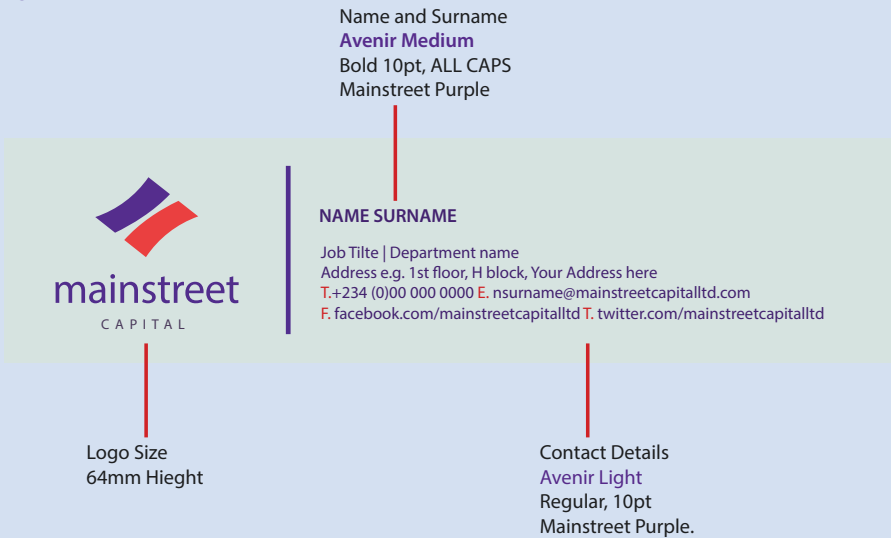 Name and Surname
Avenir Medium
Bold 10pt, ALL CAPS
Mainstreet Purple
mainstreet
CAPITAL
NAME SURNAME
Job Tilte | Department name
Address e.g. 1st floor, H block, Your Address here
T.+234 (0)00 000 0000 E. nsurname@mainstreetcapitalltd.com
F. facebook.com/mainstreetcapitalltd T. twitter.com/mainstreetcapitalltd
Logo Size
64mm Hieght
Contact Details
Avenir Light
Regular, 10pt
Mainstreet Purple.